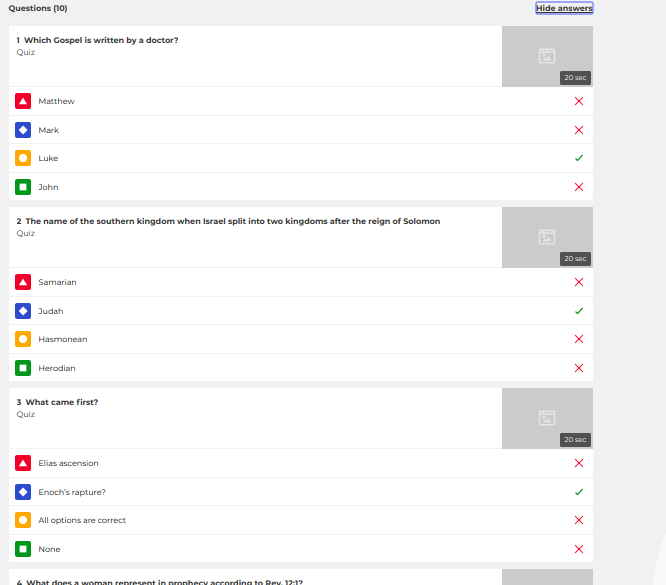 Questions (10)
Hide answers
1 Which Gospel is written by a doctor?
Quiz
20 sec
Matthew
Mark
Luke
John
2 The name of the southern kingdom when Israel split into two kingdoms after the reign of Solomon
Quiz
20 sec
Samarian
Judah
Hasmonean
Herodian
3 What came first?
Quiz
20 sec
Elias ascension
Enoch's rapture?
All options are correct
None
4 What does a woman represent in prophecy according to Rev. 12:1?